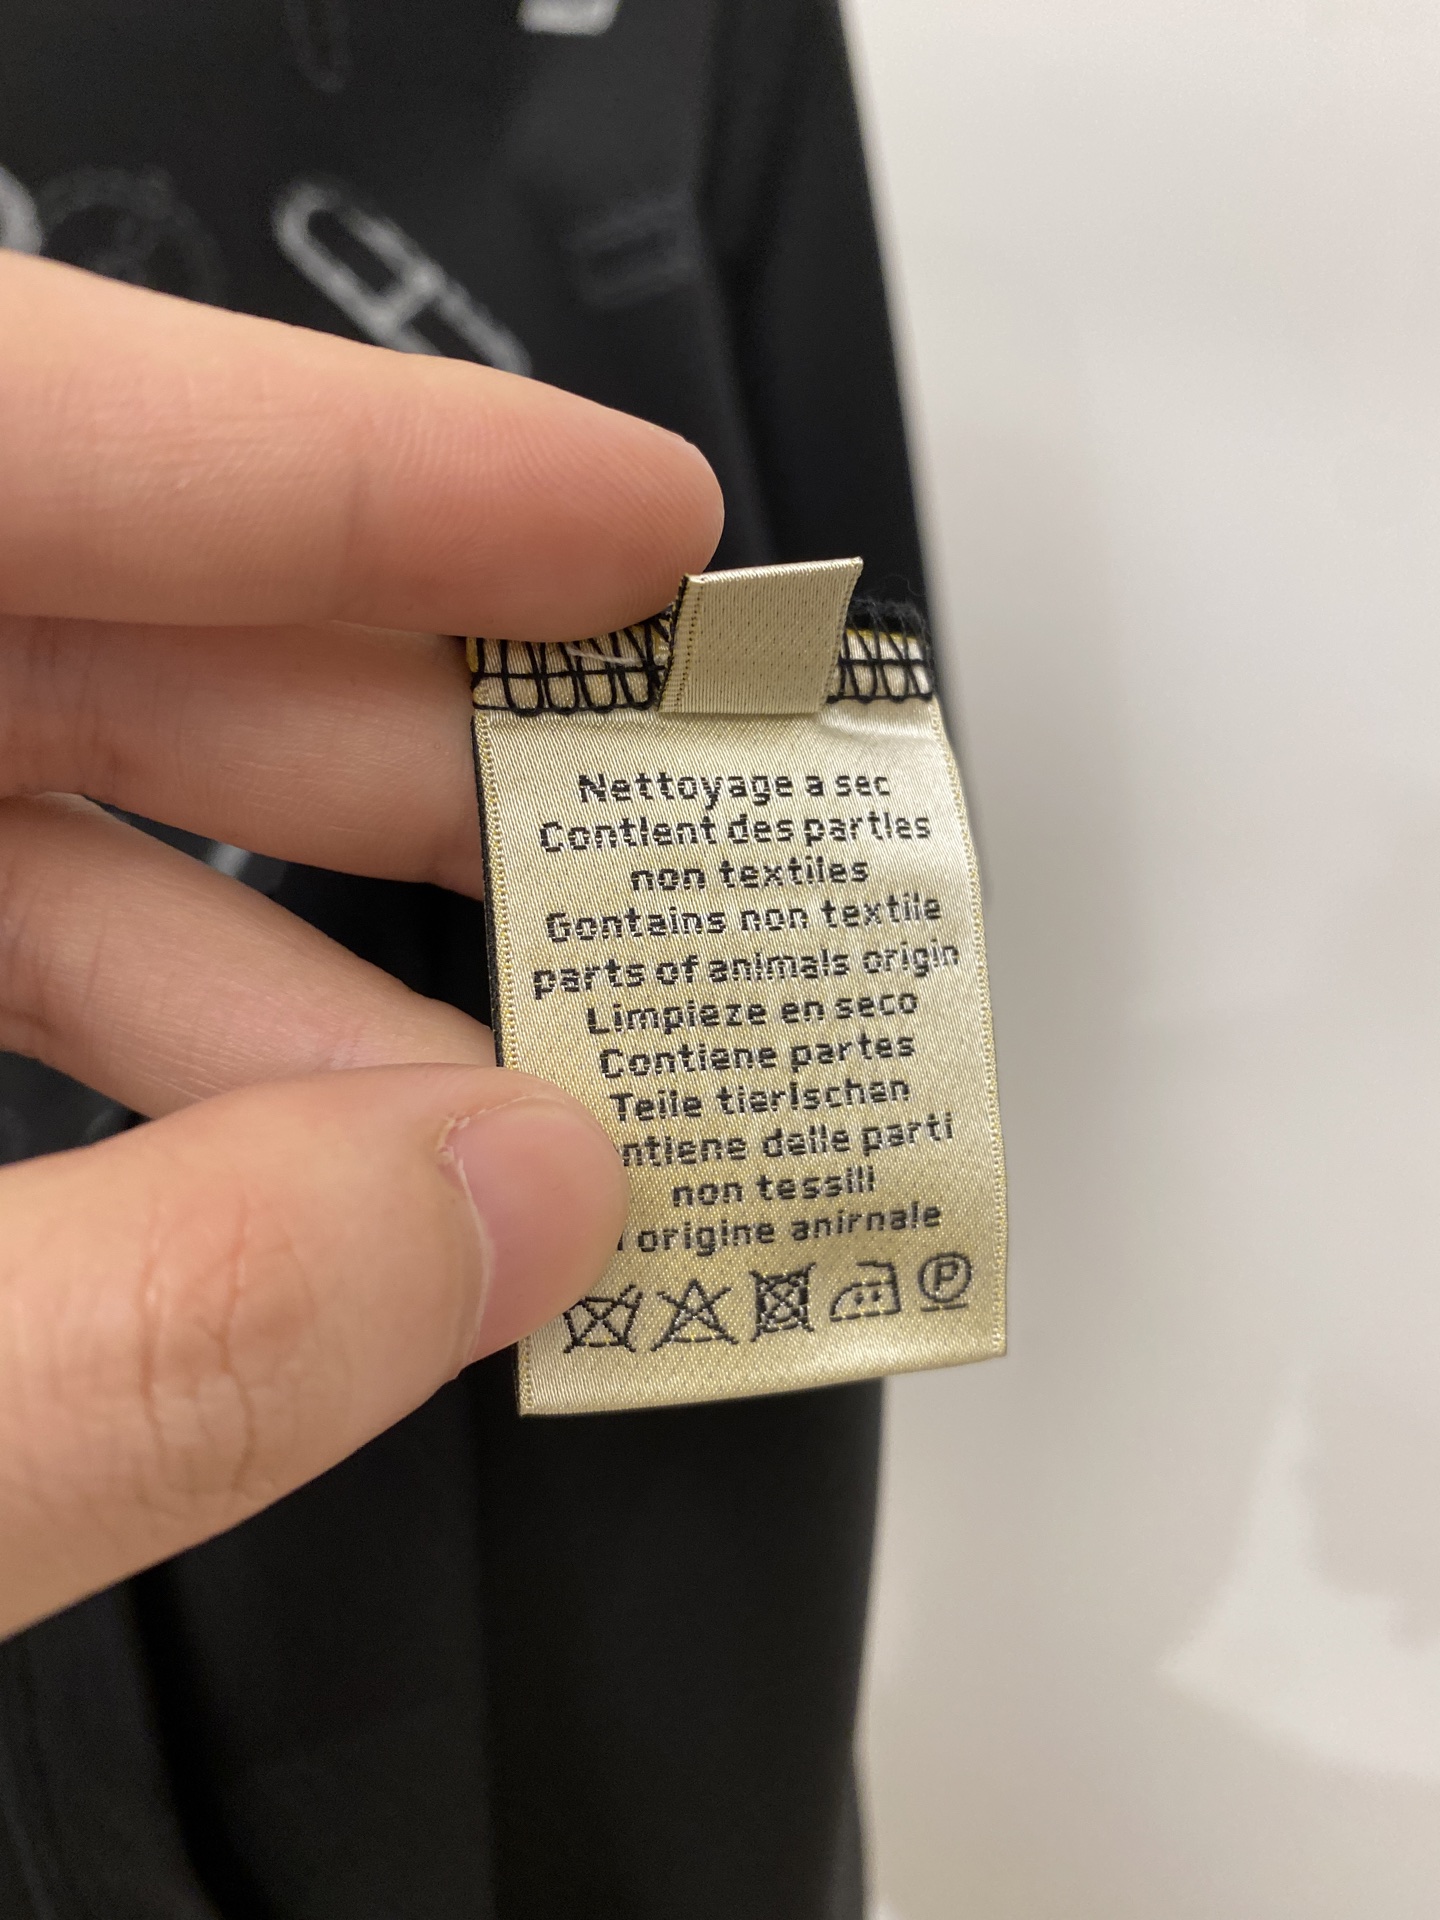 Nettoyage a sec
Contlent des partles
non textiles
Gontains non textile
parts of animals origin
Limpieze en seco
Contiene partes
Teile tierlschen
ntiene delle parti
non tessili
origine anirnale
P